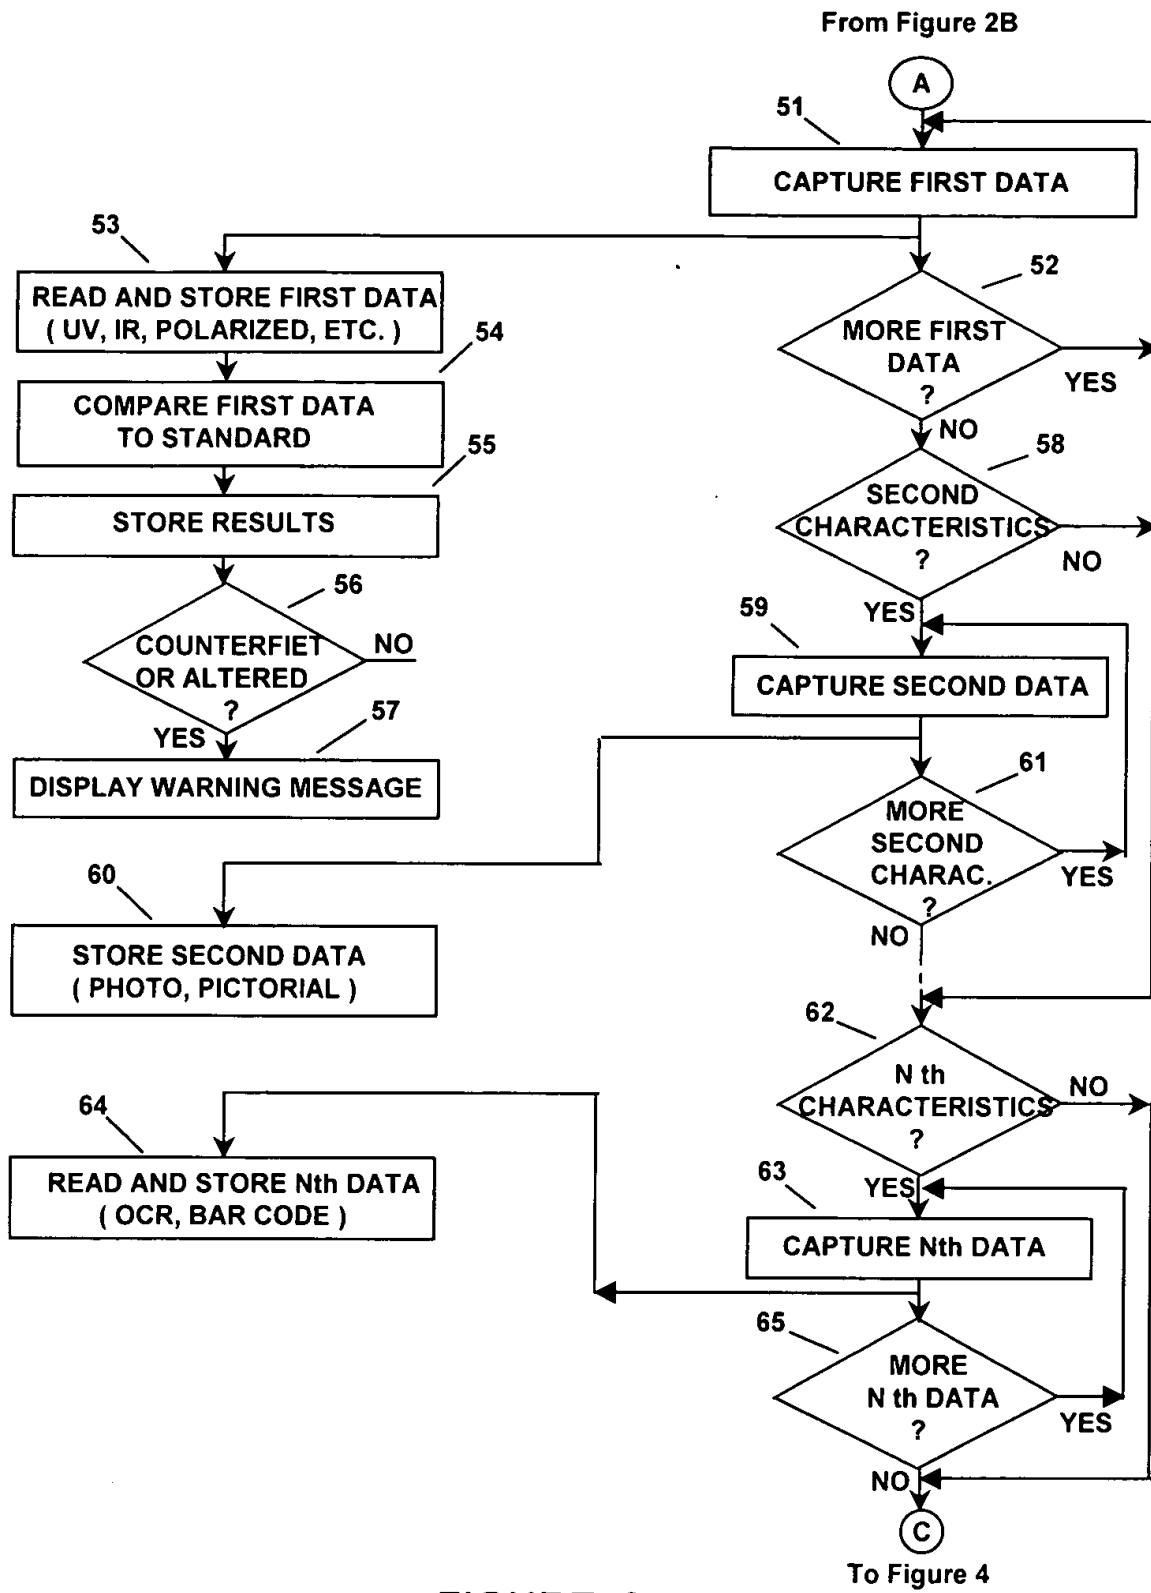 From Figure 2B
A
51
CAPTURE FIRST DATA
53
READ AND STORE FIRST DATA
( UV, IR, POLARIZED, ETC. )
52
MORE FIRST
DATA
?
YES
NO
54
COMPARE FIRST DATA
TO STANDARD
55
STORE RESULTS
58
SECOND
CHARACTERISTICS
?
NO
YES
56
COUNTERFIET
OR ALTERED
?
NO
YES
57
DISPLAY WARNING MESSAGE
59
CAPTURE SECOND DATA
61
MORE
SECOND
CHARAC.
?
YES
NO
60
STORE SECOND DATA
( PHOTO, PICTORIAL )
62
N th
CHARACTERISTICS
?
NO
YES
64
READ AND STORE Nth DATA
( OCR, BAR CODE )
63
CAPTURE Nth DATA
65
MORE
N th DATA
?
YES
NO
C
To Figure 4